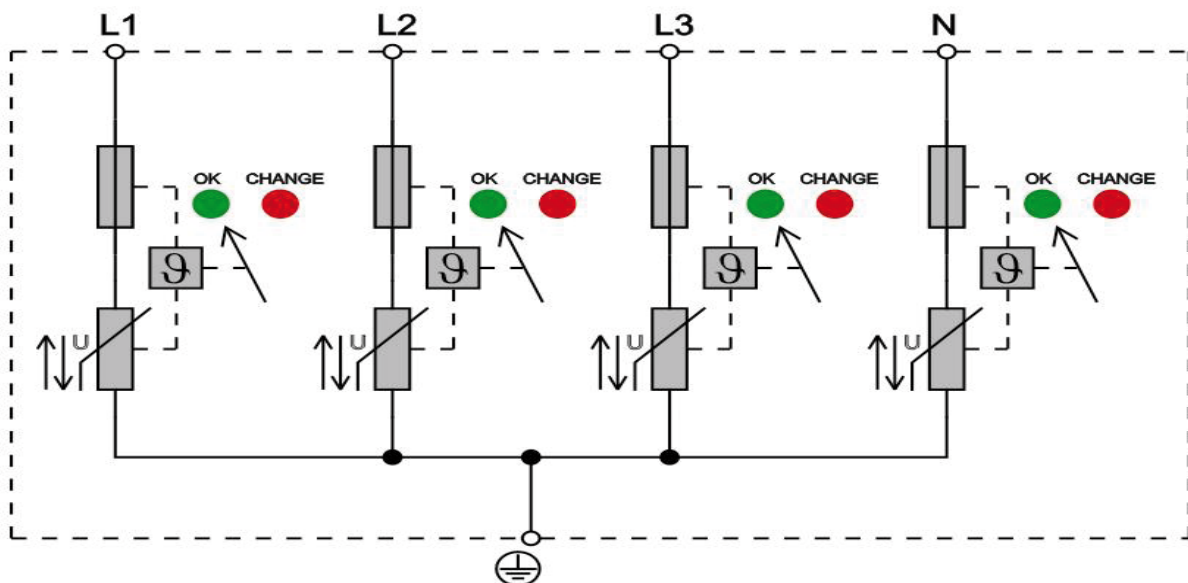 L1 L2 L3 N
OK CHANGE OK CHANGE OK CHANGE OK CHANGE
ϑ ϑ ϑ ϑ
U U U U